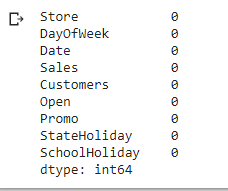 Store 0
DayOfWeek 0
Date 0
Sales 0
Customers 0
Open 0
Promo 0
StateHoliday 0
SchoolHoliday 0
dtype: int64